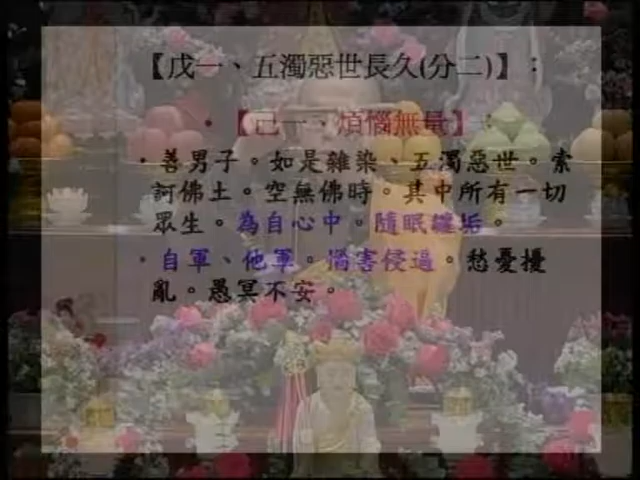 【戊一、五濁惡世長久(分二)】：
•【己一、煩惱無量】：
•善男子。如是雜染、五濁惡世。索
訶佛土。空無佛時。其中所有一切
眾生。為自心中。隨眠纏垢。
•自軍、他軍。惱害侵逼。愁憂擾
亂。愚冥不安。